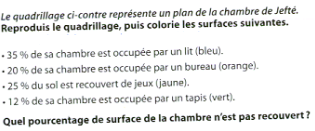 Le quadrillage ci-contre représente un plan de la chambre de Jefté.
Reproduis le quadrillage, puis colorie les surfaces suivantes.
• 35 % de sa chambre est occupée par un lit (bleu).
• 20 % de sa chambre est occupée par un bureau (orange).
• 25 % du sol est recouvert de jeux (jaune).
• 12 % de sa chambre est occupée par un tapis (vert).
Quel pourcentage de surface de la chambre n'est pas recouvert ?